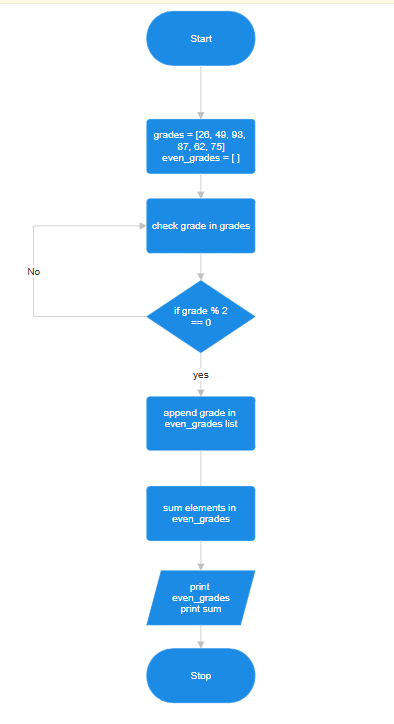 Start
grades = [26, 49, 98,
87, 62, 75]
even_grades = [ ]
check grade in grades
No
if grade % 2
== 0
yes
append grade in
even_grades list
sum elements in
even_grades
print
even_grades
print sum
Stop